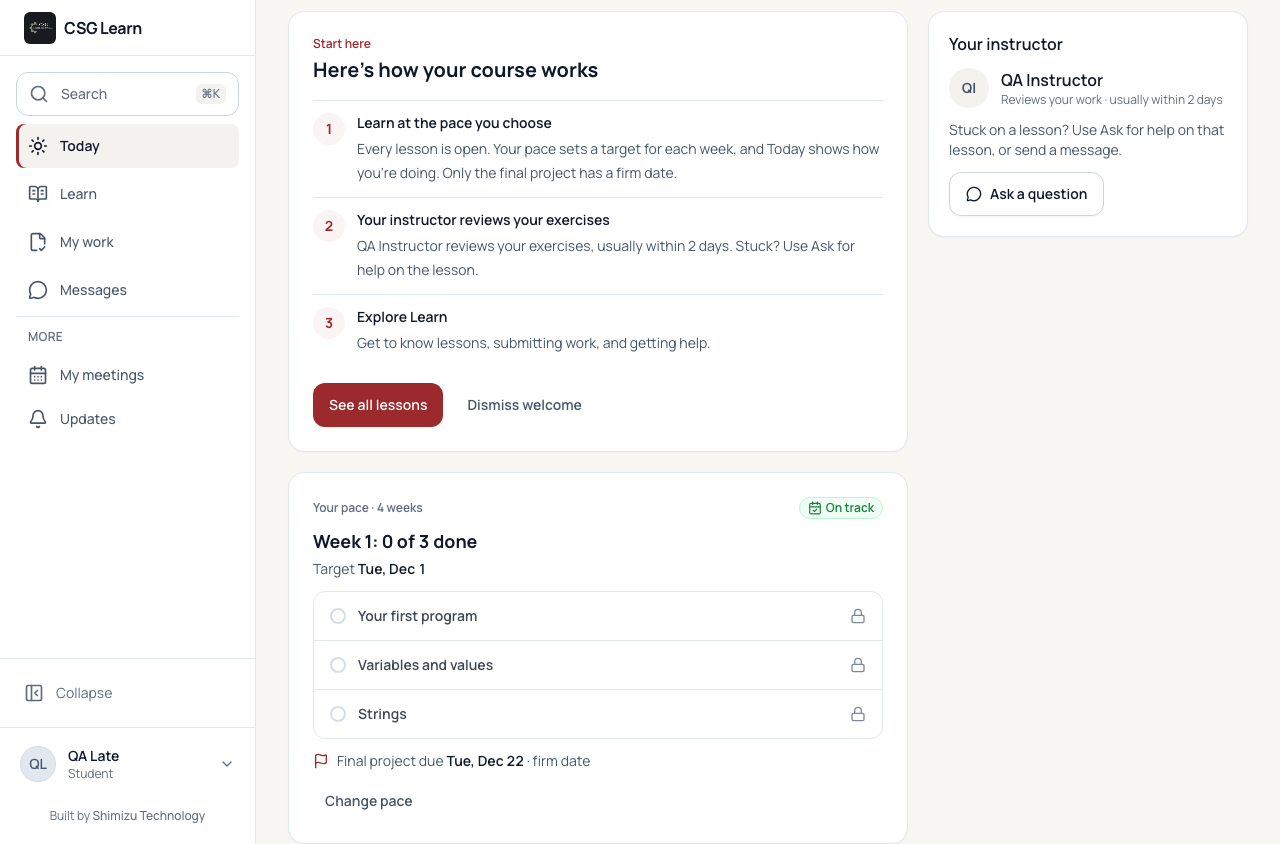 CSG Learn
Search ⌘K
Today
Learn
My work
Messages
MORE
My meetings
Updates
Collapse
QL
QA Late
Student
Built by Shimizu Technology
Start here
Here's how your course works
1
Learn at the pace you choose
Every lesson is open. Your pace sets a target for each week, and Today shows how
you're doing. Only the final project has a firm date.
2
Your instructor reviews your exercises
QA Instructor reviews your exercises, usually within 2 days. Stuck? Use Ask for
help on the lesson.
3
Explore Learn
Get to know lessons, submitting work, and getting help.
See all lessons
Dismiss welcome
Your pace · 4 weeks
On track
Week 1: 0 of 3 done
Target Tue, Dec 1
Your first program
Variables and values
Strings
Final project due Tue, Dec 22 · firm date
Change pace
Your instructor
QI
QA Instructor
Reviews your work · usually within 2 days
Stuck on a lesson? Use Ask for help on that
lesson, or send a message.
Ask a question